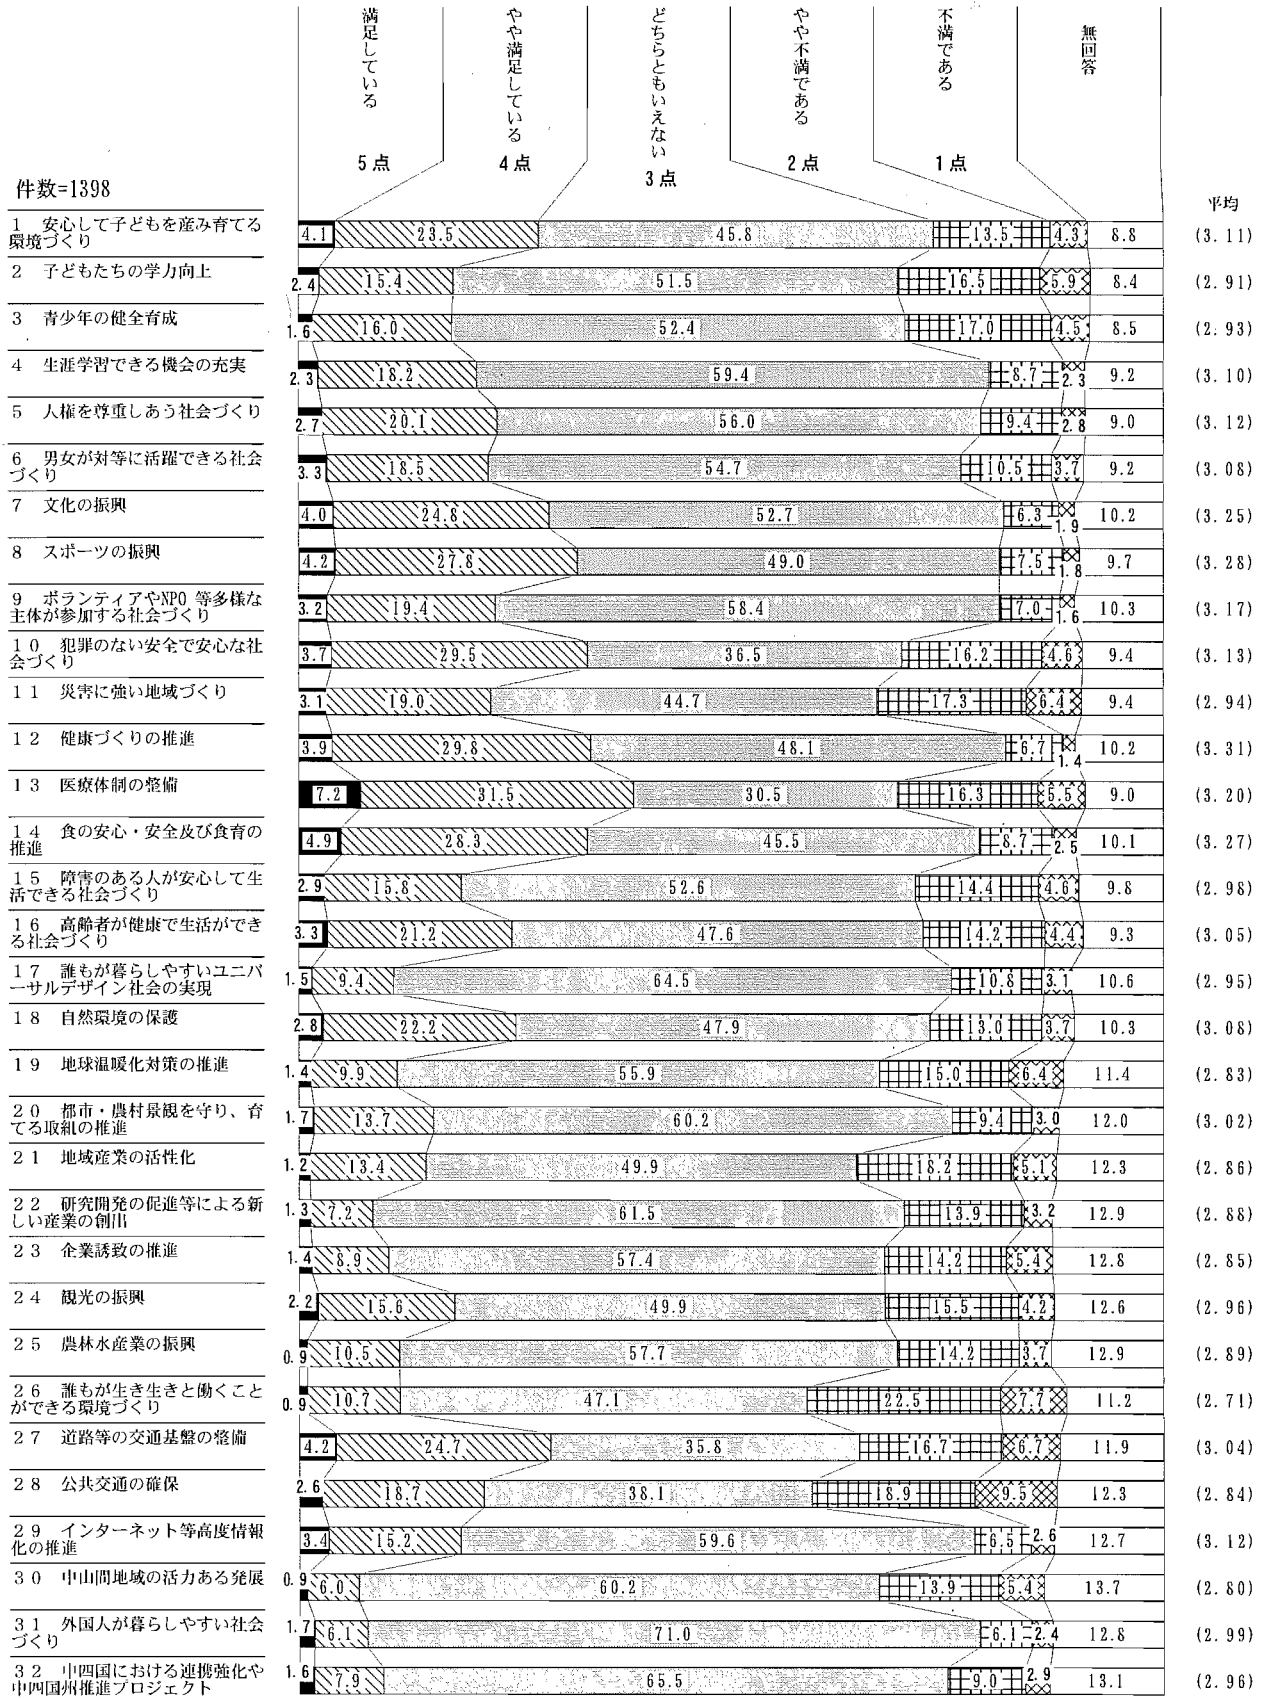 満足している
やや満足している
どちらともいえない
やや不満である
不満である
無回答
5点
4点
3点
2点
1点
件数=1398
平均
1 安心して子どもを産み育てる
環境づくり
4.1 23.5 45.8 13.5 4.3 8.8 (3.11)
2 子どもたちの学力向上
2.4 15.4 51.5 16.5 5.9 8.4 (2.91)
3 青少年の健全育成
1.6 16.0 52.4 17.0 4.5 8.5 (2.93)
4 生涯学習できる機会の充実
2.3 18.2 59.4 8.7 2.3 9.2 (3.10)
5 人権を尊重しあう社会づくり
2.7 20.1 56.0 9.4 2.8 9.0 (3.12)
6 男女が対等に活躍できる社会
づくり
3.3 18.5 54.7 10.5 3.7 9.2 (3.08)
7 文化の振興
4.0 24.8 52.7 6.3 1.9 10.2 (3.25)
8 スポーツの振興
4.2 27.8 49.0 7.5 1.8 9.7 (3.28)
9 ボランティアやNPO 等多様な
主体が参加する社会づくり
3.2 19.4 58.4 7.0 1.6 10.3 (3.17)
10 犯罪のない安全で安心な社
会づくり
3.7 29.5 36.5 16.2 4.6 9.4 (3.13)
11 災害に強い地域づくり
3.1 19.0 44.7 17.3 6.4 9.4 (2.94)
12 健康づくりの推進
3.9 29.8 48.1 6.7 1.4 10.2 (3.31)
13 医療体制の整備
7.2 31.5 30.5 16.3 5.5 9.0 (3.20)
14 食の安心・安全及び食育の
推進
4.9 28.3 45.5 8.7 2.5 10.1 (3.27)
15 障害のある人が安心して生
活できる社会づくり
2.9 15.8 52.6 14.4 4.6 9.8 (2.98)
16 高齢者が健康で生活ができ
る社会づくり
3.3 21.2 47.6 14.2 4.4 9.3 (3.05)
17 誰もが暮らしやすいユニバ
ーサルデザイン社会の実現
1.5 9.4 64.5 10.8 3.1 10.6 (2.95)
18 自然環境の保護
2.8 22.2 47.9 13.0 3.7 10.3 (3.08)
19 地球温暖化対策の推進
1.4 9.9 55.9 15.0 6.4 11.4 (2.83)
20 都市・農村景観を守り、育
てる取組の推進
1.7 13.7 60.2 9.4 3.0 12.0 (3.02)
21 地域産業の活性化
1.2 13.4 49.9 18.2 5.1 12.3 (2.86)
22 研究開発の促進等による新
しい産業の創出
1.3 7.2 61.5 13.9 3.2 12.9 (2.88)
23 企業誘致の推進
1.4 8.9 57.4 14.2 5.4 12.8 (2.85)
24 観光の振興
2.2 15.6 49.9 15.5 4.2 12.6 (2.96)
25 農林水産業の振興
0.9 10.5 57.7 14.2 3.7 12.9 (2.89)
26 誰もが生き生きと働くこと
ができる環境づくり
0.9 10.7 47.1 22.5 7.7 11.2 (2.71)
27 道路等の交通基盤の整備
4.2 24.7 35.8 16.7 6.7 11.9 (3.04)
28 公共交通の確保
2.6 18.7 38.1 18.9 9.5 12.3 (2.84)
29 インターネット等高度情報
化の推進
3.4 15.2 59.6 6.5 2.6 12.7 (3.12)
30 中山間地域の活力ある発展
0.9 6.0 60.2 13.9 5.4 13.7 (2.80)
31 外国人が暮らしやすい社会
づくり
1.7 6.1 71.0 6.1 2.4 12.8 (2.99)
32 中四国における連携強化や
中四国州推進プロジェクト
1.6 7.9 65.5 9.0 2.9 13.1 (2.96)